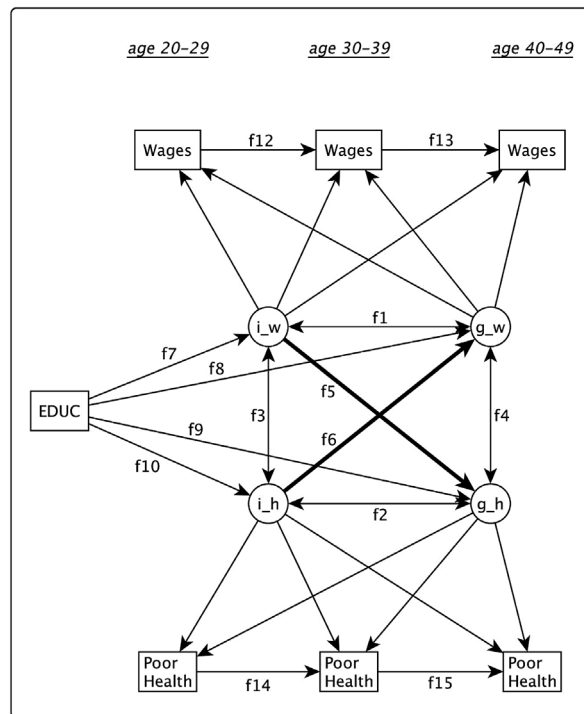 age 20-29
age 30-39
age 40-49
Wages
f12
Wages
f13
Wages
i_w
f1
g_w
f7
f8
f5
EDUC
f3
f6
f4
f9
f10
i_h
f2
g_h
Poor
Health
f14
Poor
Health
f15
Poor
Health